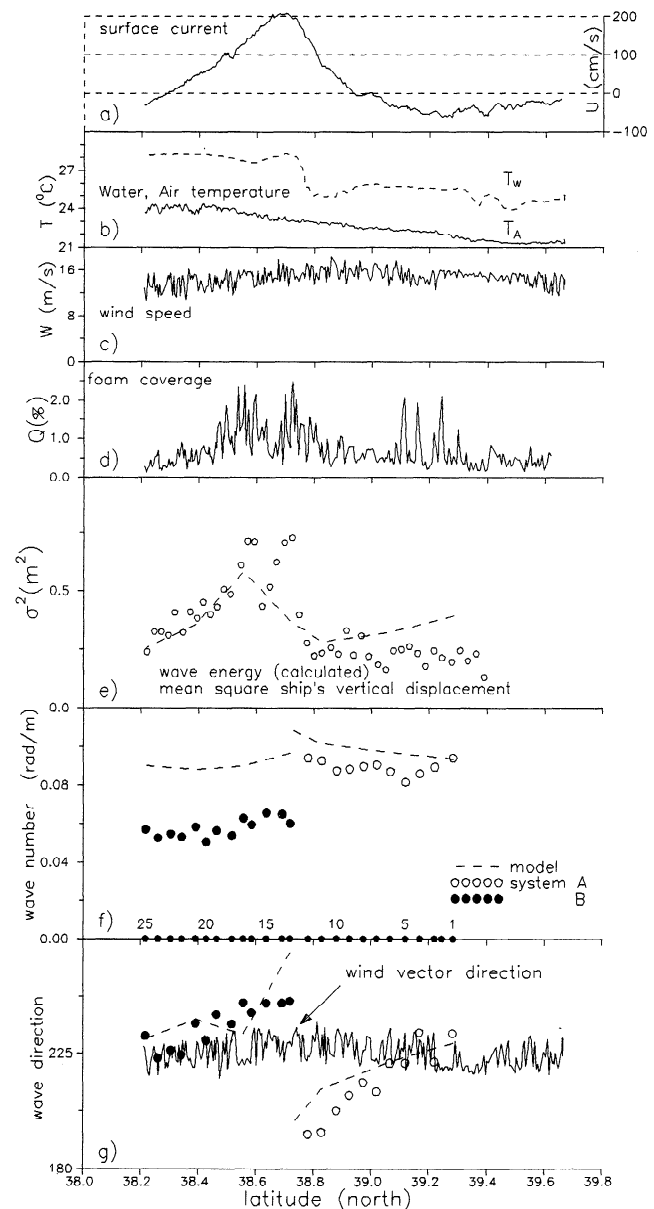 surface current
200
100
0
-100
U (cm/s)
a)
27
24
21
T (°C)
Water, Air temperature
T_W
T_A
b)
16
8
0
W (m/s)
wind speed
c)
foam coverage
2.0
1.0
0.0
Q(%)
d)
0.5
0.0
σ²(m²)
wave energy (calculated)
mean square ship's vertical displacement
e)
0.08
0.04
0.00
wave number (rad/m)
model
system A
B
f)
25 20 15 10 5 1
wind vector direction
225
180
wave direction
g)
38.0 38.2 38.4 38.6 38.8 39.0 39.2 39.4 39.6 39.8
latitude (north)